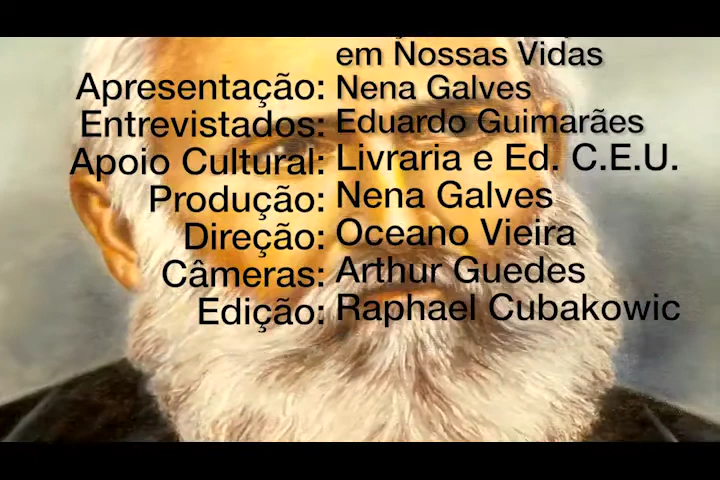 em Nossas Vidas
Apresentação: Nena Galves
Entrevistados: Eduardo Guimarães
Apoio Cultural: Livraria e Ed. C.E.U.
Produção: Nena Galves
Direção: Oceano Vieira
Câmeras: Arthur Guedes
Edição: Raphael Cubakowic